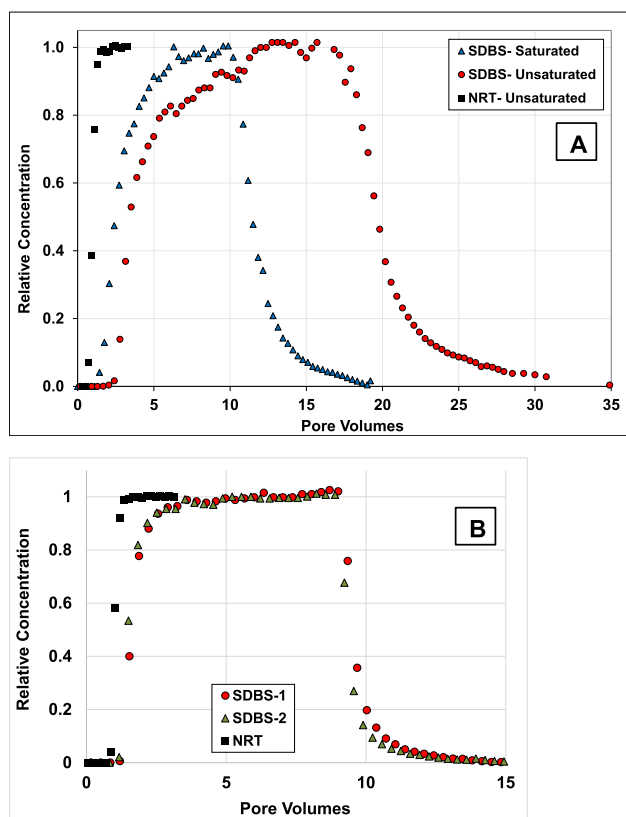 1.0
0.8
0.6
0.4
0.2
0.0
0 5 10 15 20 25 30 35
Relative Concentration
Pore Volumes
SDBS- Saturated
SDBS- Unsaturated
NRT- Unsaturated
A
1
0.8
0.6
0.4
0.2
0
0 5 10 15
Relative Concentration
Pore Volumes
SDBS-1
SDBS-2
NRT
B